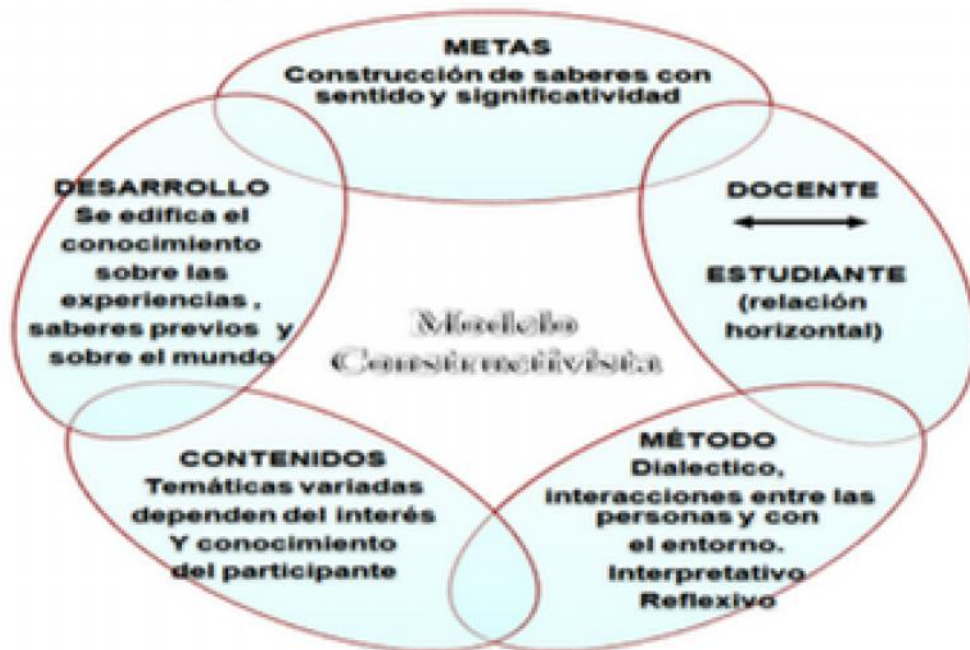 METAS
Construcción de saberes con
sentido y significatividad
DESARROLLO
Se edifica el
conocimiento
sobre las
experiencias ,
saberes previos y
sobre el mundo
DOCENTE
ESTUDIANTE
(relación
horizontal)
Modelo
Constructivista
CONTENIDOS
Temáticas variadas
dependen del interés
Y conocimiento
del participante
MÉTODO
Dialectico,
interacciones entre las
personas y con
el entorno.
Interpretativo
Reflexivo